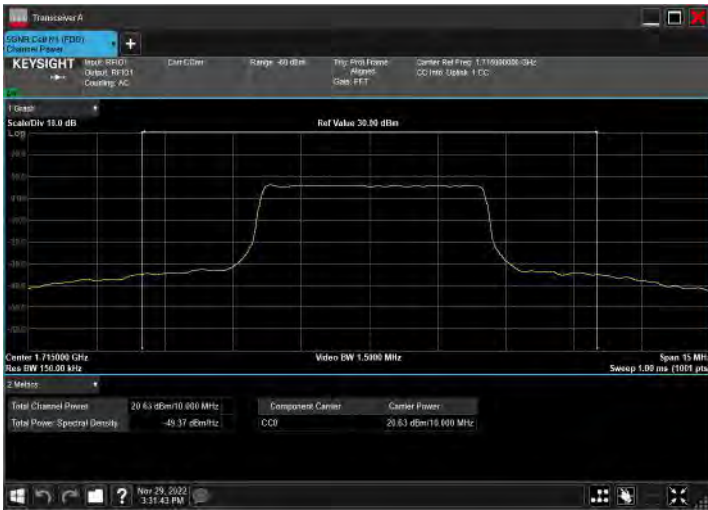 Transceiver A
5GNR Cell #1 (FDD)
Channel Power
+
KEYSIGHT
Input: RFIO1
Output: RFIO1
Coupling: AC
Corr CCorr
Range: -60 dBm
Trig: Prot Frame
Aligned
Gate: FFT
Carrier Ref Freq: 1.715000000 GHz
CC Info: Uplink, 1 CC
1 Graph
Scale/Div 10.0 dB
Ref Value 30.00 dBm
Log
Center 1.715000 GHz
Video BW 1.5000 MHz
Span 15 MH
Res BW 150.00 kHz
Sweep 1.00 ms (1001 pts
2 Metrics
Total Channel Power
20.63 dBm/10.000 MHz
Component Carrier
Carrier Power
Total Power Spectral Density
-49.37 dBm/Hz
CC0
20.63 dBm/10.000 MHz
?
Nov 29, 2022
3:31:43 PM